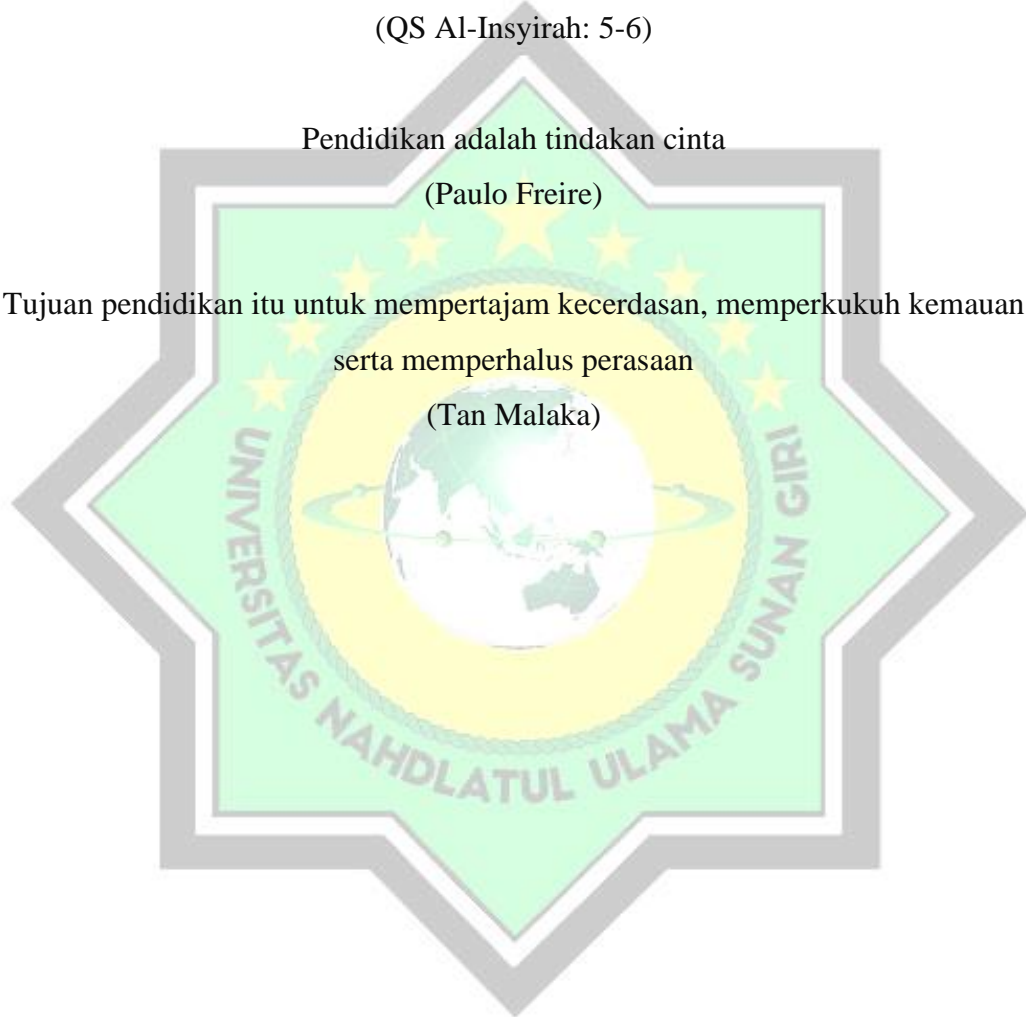 (QS Al-Insyirah: 5-6)
Pendidikan adalah tindakan cinta
(Paulo Freire)
Tujuan pendidikan itu untuk mempertajam kecerdasan, memperkukuh kemauan
serta memperhalus perasaan
(Tan Malaka)
UNIVERSITAS NAHDLATUL ULAMA SUNAN GIRI